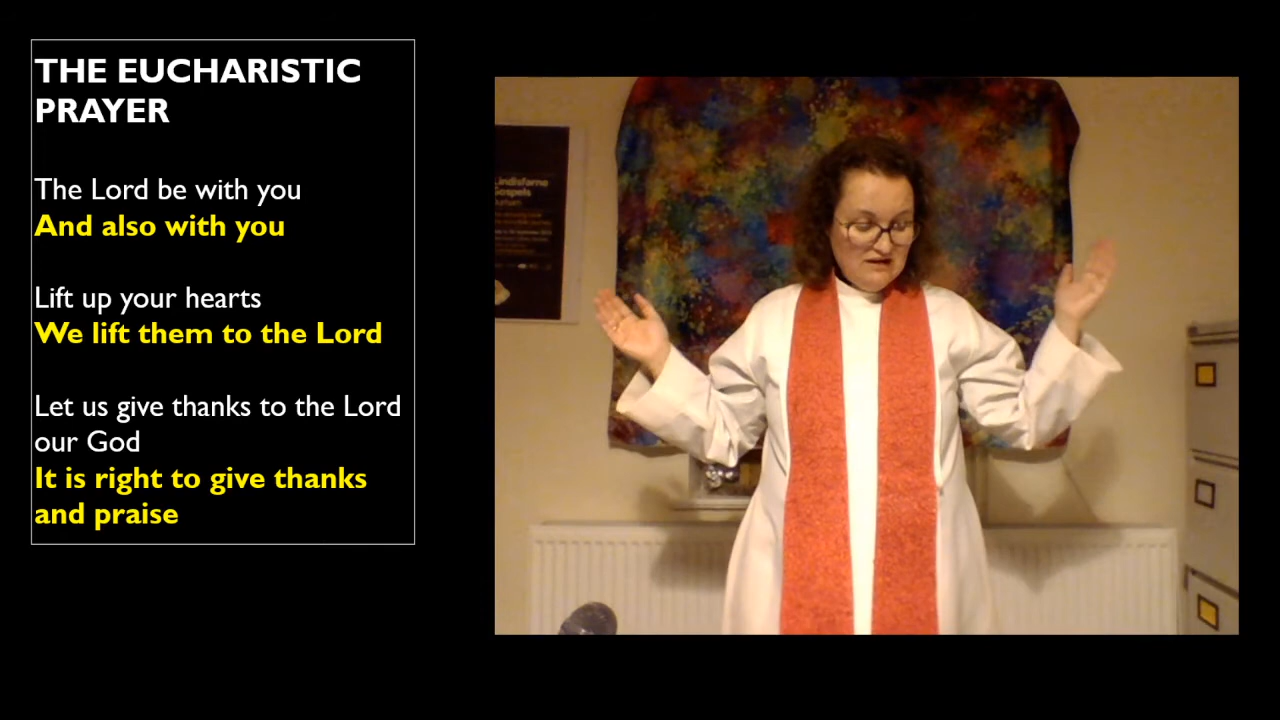 THE EUCHARISTIC
PRAYER
The Lord be with you
And also with you
Lift up your hearts
We lift them to the Lord
Let us give thanks to the Lord
our God
It is right to give thanks
and praise
Lindisfarne
Gospels